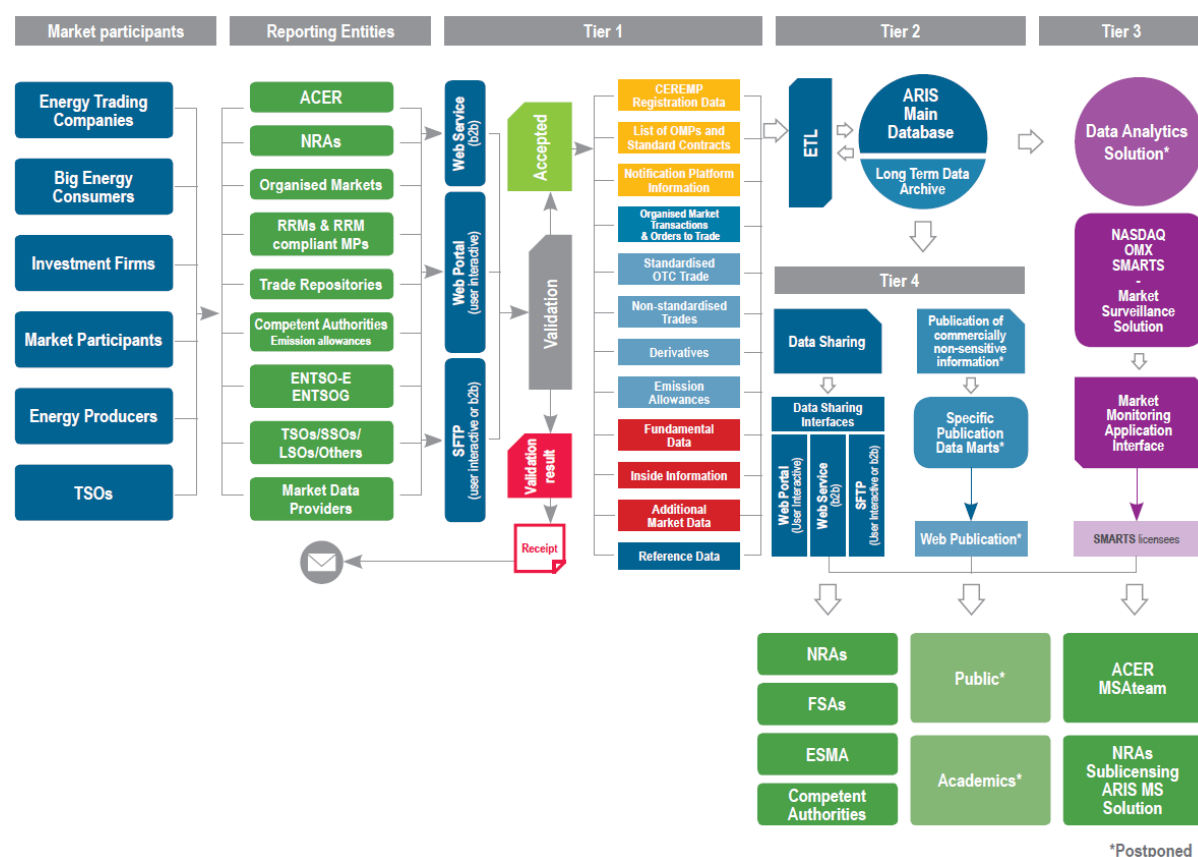 Market participants
Reporting Entities
Tier 1
Tier 2
Tier 3
Energy Trading
Companies
Big Energy
Consumers
Investment Firms
Market Participants
Energy Producers
TSOs
ACER
NRAs
Organised Markets
RRMs & RRM
compliant MPs
Trade Repositories
Competent Authorities
Emission allowances
ENTSO-E
ENTSOG
TSOs/SSOs/
LSOs/Others
Market Data
Providers
Web Service
(b2b)
Web Portal
(user interactive)
SFTP
(user interactive or b2b)
Accepted
Validation
Validation
result
Receipt
CEREMP
Registration Data
List of OMPs and
Standard Contracts
Notification Platform
Information
Organised Market
Transactions
& Orders to Trade
Standardised
OTC Trade
Non-standardised
Trades
Derivatives
Emission
Allowances
Fundamental
Data
Inside Information
Additional
Market Data
Reference Data
ETL
ARIS
Main
Database
Long Term Data
Archive
Data Analytics
Solution*
NASDAQ
OMX
SMARTS
-
Market
Surveillance
Solution
Market
Monitoring
Application
Interface
SMARTS licensees
Tier 4
Data Sharing
Publication of
commercially
non-sensitive
information*
Data Sharing
Interfaces
Web Portal
(User Interactive)
Web Service
(b2b)
SFTP
(User Interactive or b2b)
Specific
Publication
Data Marts*
Web Publication*
NRAs
FSAs
ESMA
Competent
Authorities
Public*
Academics*
ACER
MSAteam
NRAs
Sublicensing
ARIS MS
Solution
*Postponed